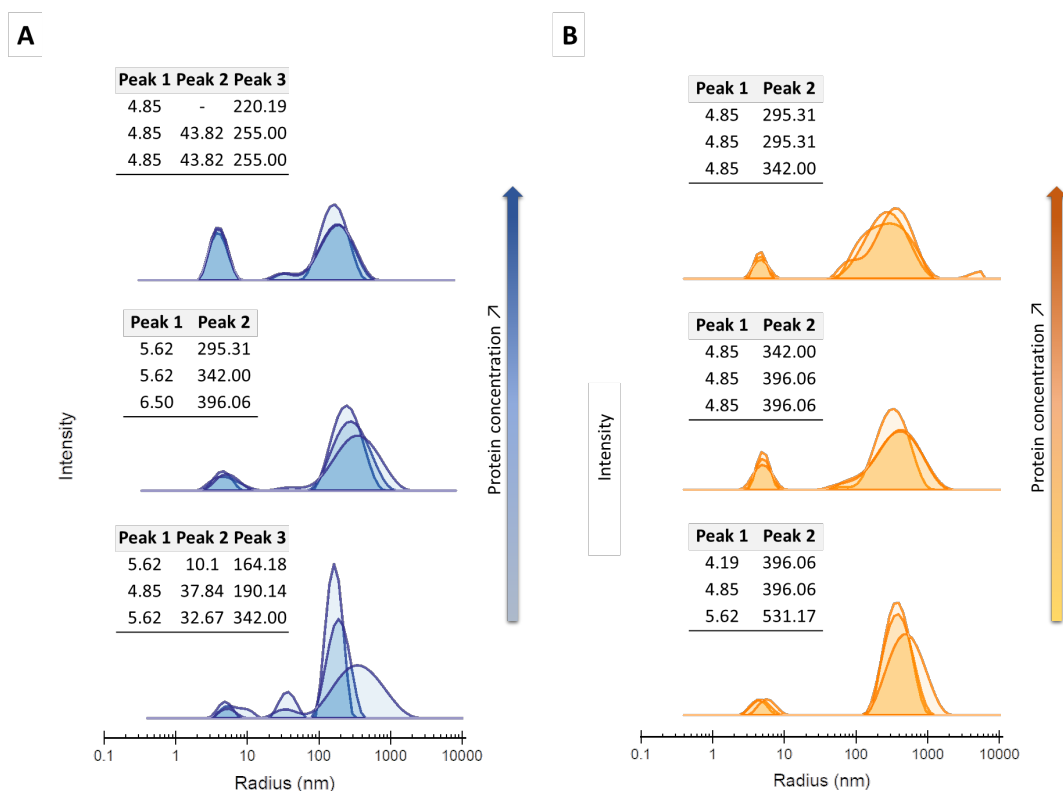 A
Peak 1 Peak 2 Peak 3
4.85 - 220.19
4.85 43.82 255.00
4.85 43.82 255.00
Peak 1 Peak 2
5.62 295.31
5.62 342.00
6.50 396.06
Peak 1 Peak 2 Peak 3
5.62 10.1 164.18
4.85 37.84 190.14
5.62 32.67 342.00
Intensity
Protein concentration ↗
0.1 1 10 100 1000 10000
Radius (nm)
B
Peak 1 Peak 2
4.85 295.31
4.85 295.31
4.85 342.00
Peak 1 Peak 2
4.85 342.00
4.85 396.06
4.85 396.06
Peak 1 Peak 2
4.19 396.06
4.85 396.06
5.62 531.17
Intensity
Protein concentration ↗
0.1 1 10 100 1000 10000
Radius (nm)